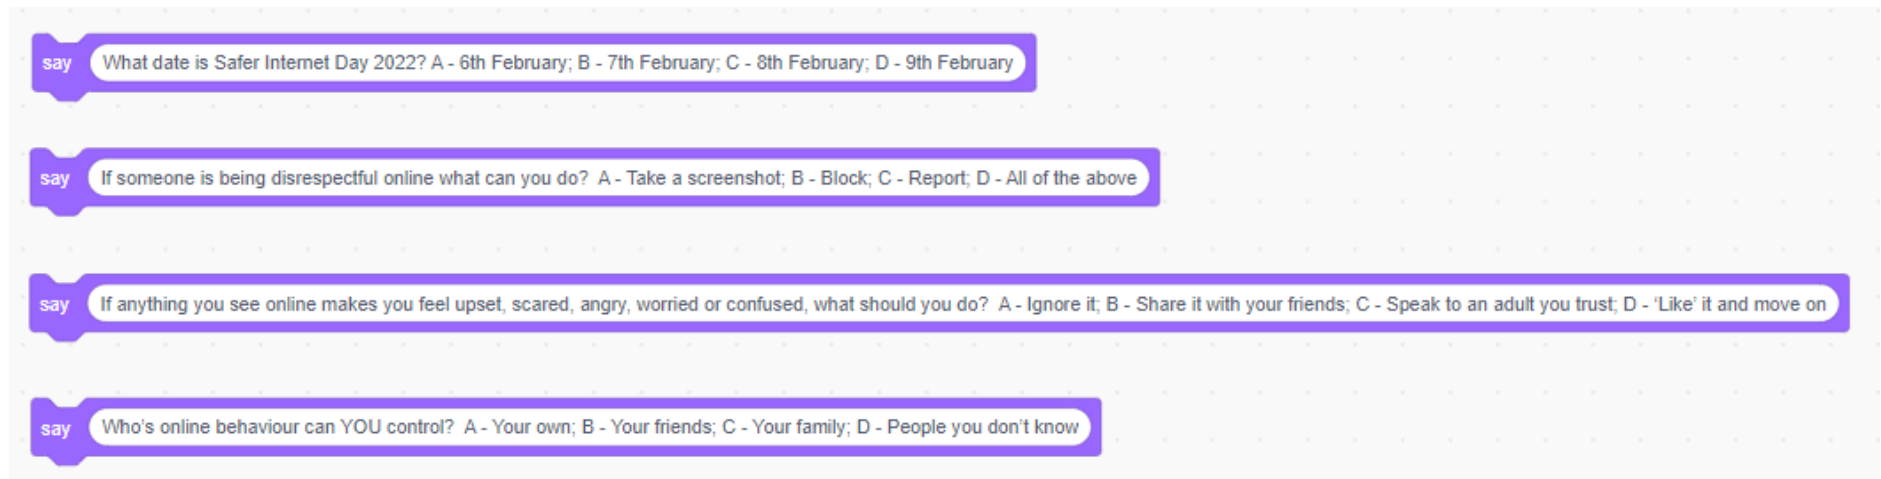 say What date is Safer Internet Day 2022? A - 6th February; B - 7th February; C - 8th February; D - 9th February
say If someone is being disrespectful online what can you do?  A - Take a screenshot; B - Block; C - Report; D - All of the above
say If anything you see online makes you feel upset, scared, angry, worried or confused, what should you do?  A - Ignore it; B - Share it with your friends; C - Speak to an adult you trust; D - ‘Like’ it and move on
say Who’s online behaviour can YOU control?  A - Your own; B - Your friends; C - Your family; D - People you don’t know